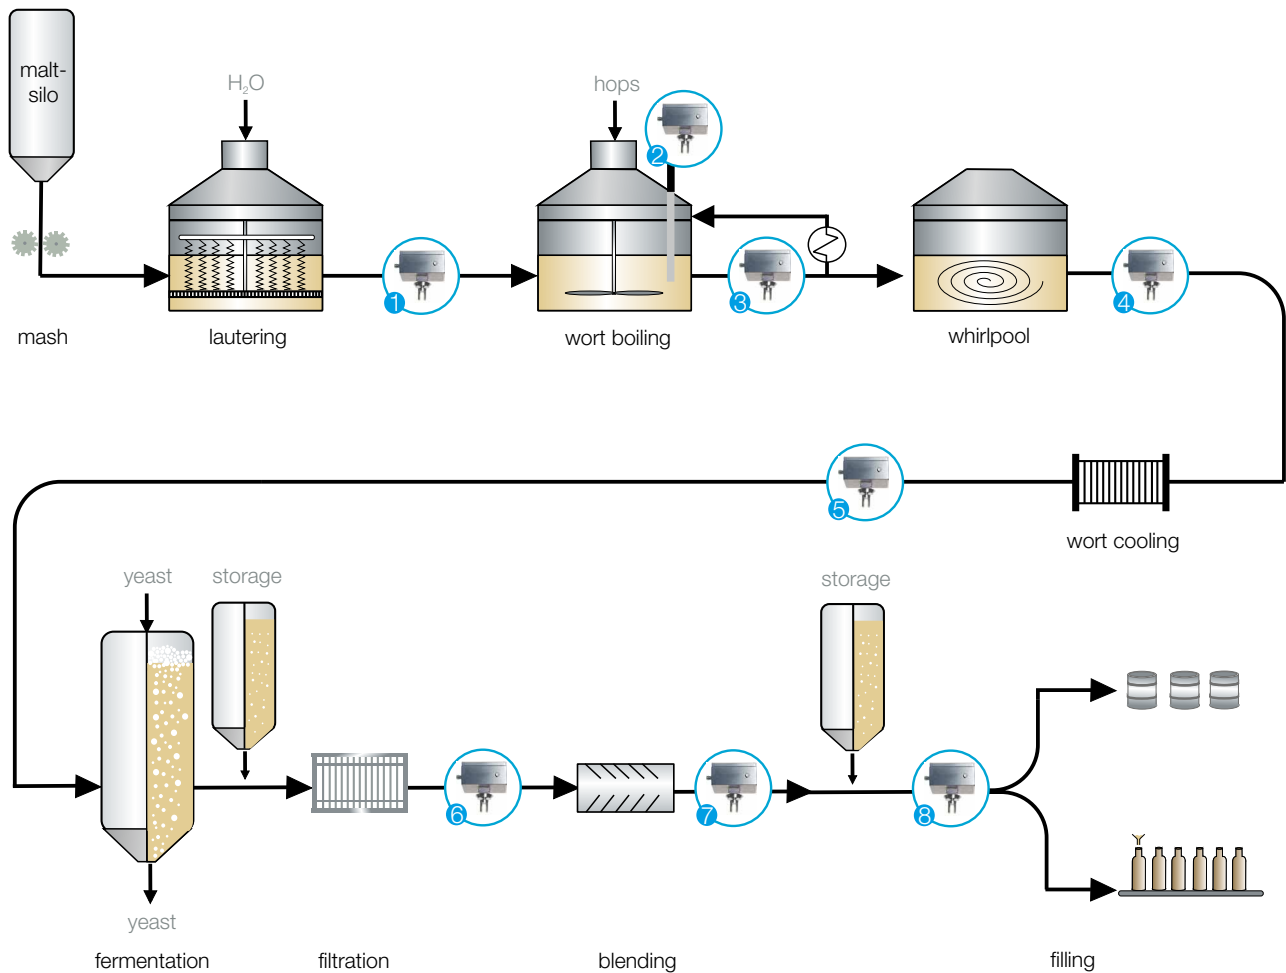 malt-
silo
H₂O
hops
2
1
3
4
mash
lautering
wort boiling
whirlpool
5
wort cooling
yeast
storage
storage
6
7
8
yeast
fermentation
filtration
blending
filling